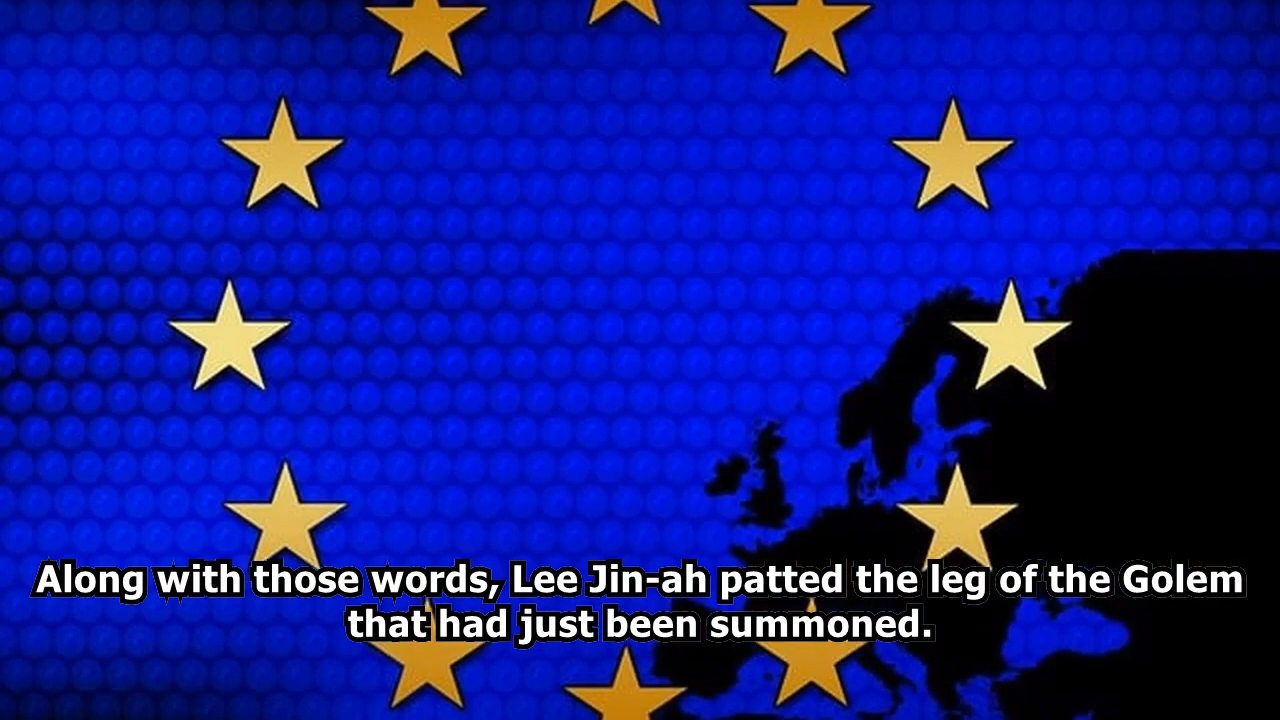 Along with those words, Lee Jin-ah patted the leg of the Golem
that had just been summoned.